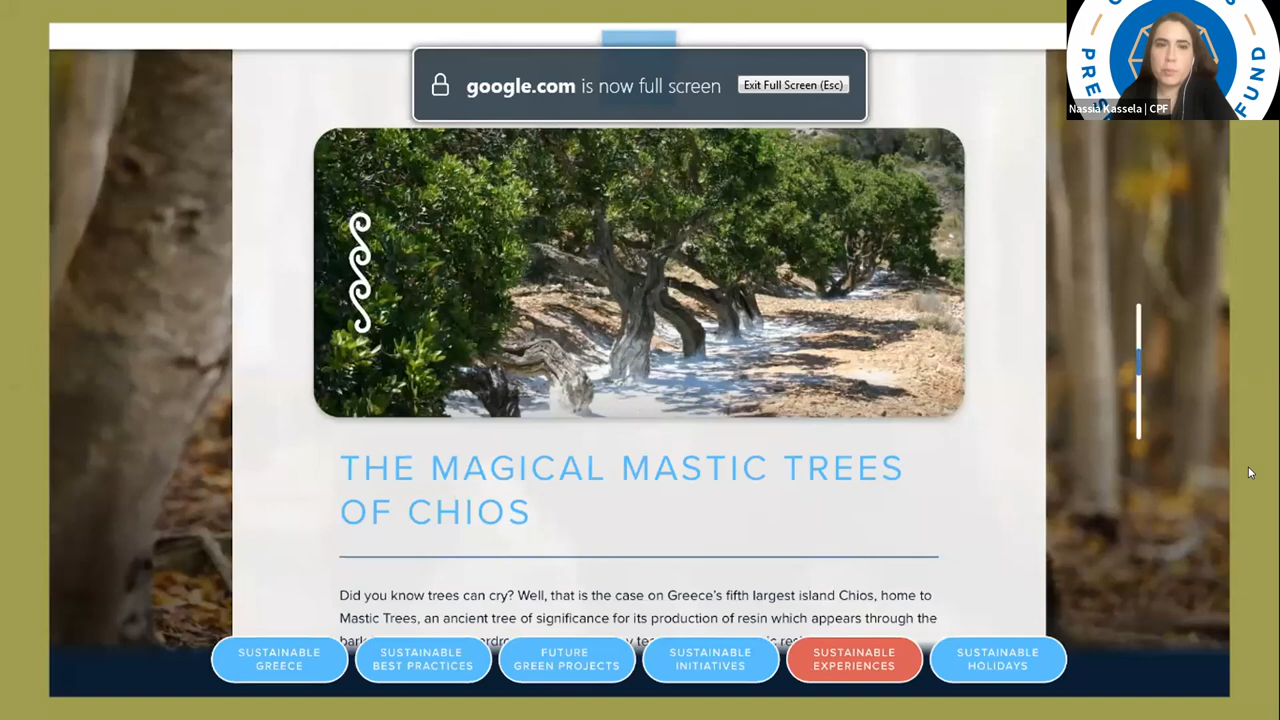 google.com is now full screen
Exit Full Screen (Esc)
PRES
FUND
Nassia Kassela | CPF
THE MAGICAL MASTIC TREES
OF CHIOS
Did you know trees can cry? Well, that is the case on Greece's fifth largest island Chios, home to
Mastic Trees, an ancient tree of significance for its production of resin which appears through the
SUSTAINABLE
GREECE
SUSTAINABLE
BEST PRACTICES
FUTURE
GREEN PROJECTS
SUSTAINABLE
INITIATIVES
SUSTAINABLE
EXPERIENCES
SUSTAINABLE
HOLIDAYS